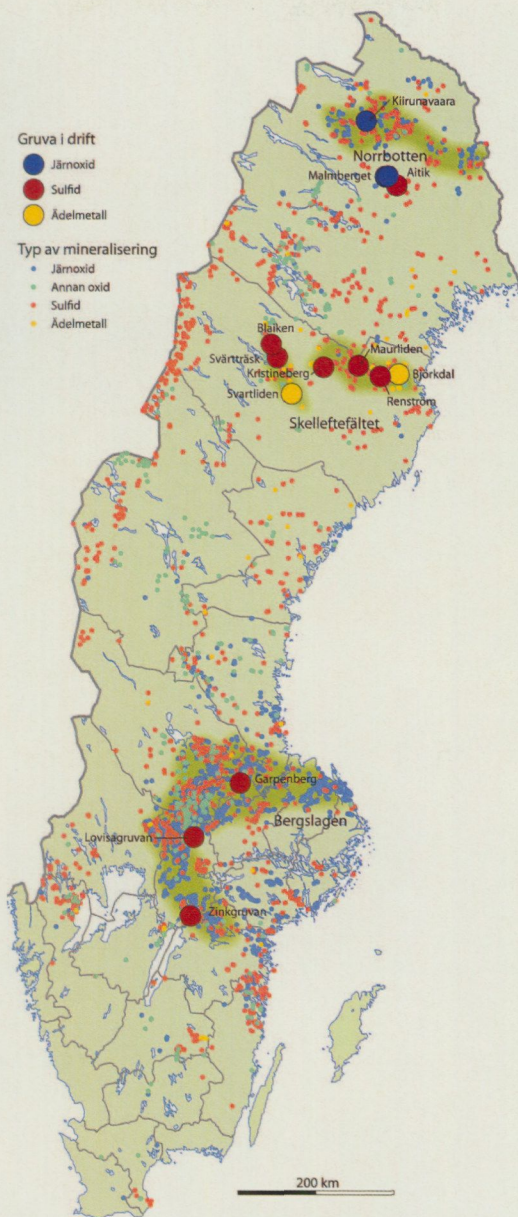 Gruva i drift
Järnoxid
Sulfid
Ädelmetall
Typ av mineralisering
Järnoxid
Annan oxid
Sulfid
Ädelmetall
Kiirunavaara
Norrbotten
Malmberget
Aitik
Blaiken
Svärtträsk
Maurliden
Kristineberg
Björkdal
Svartliden
Renström
Skelleftefältet
Garpenberg
Bergslagen
Lovisagruvan
Zinkgruvan
200 km